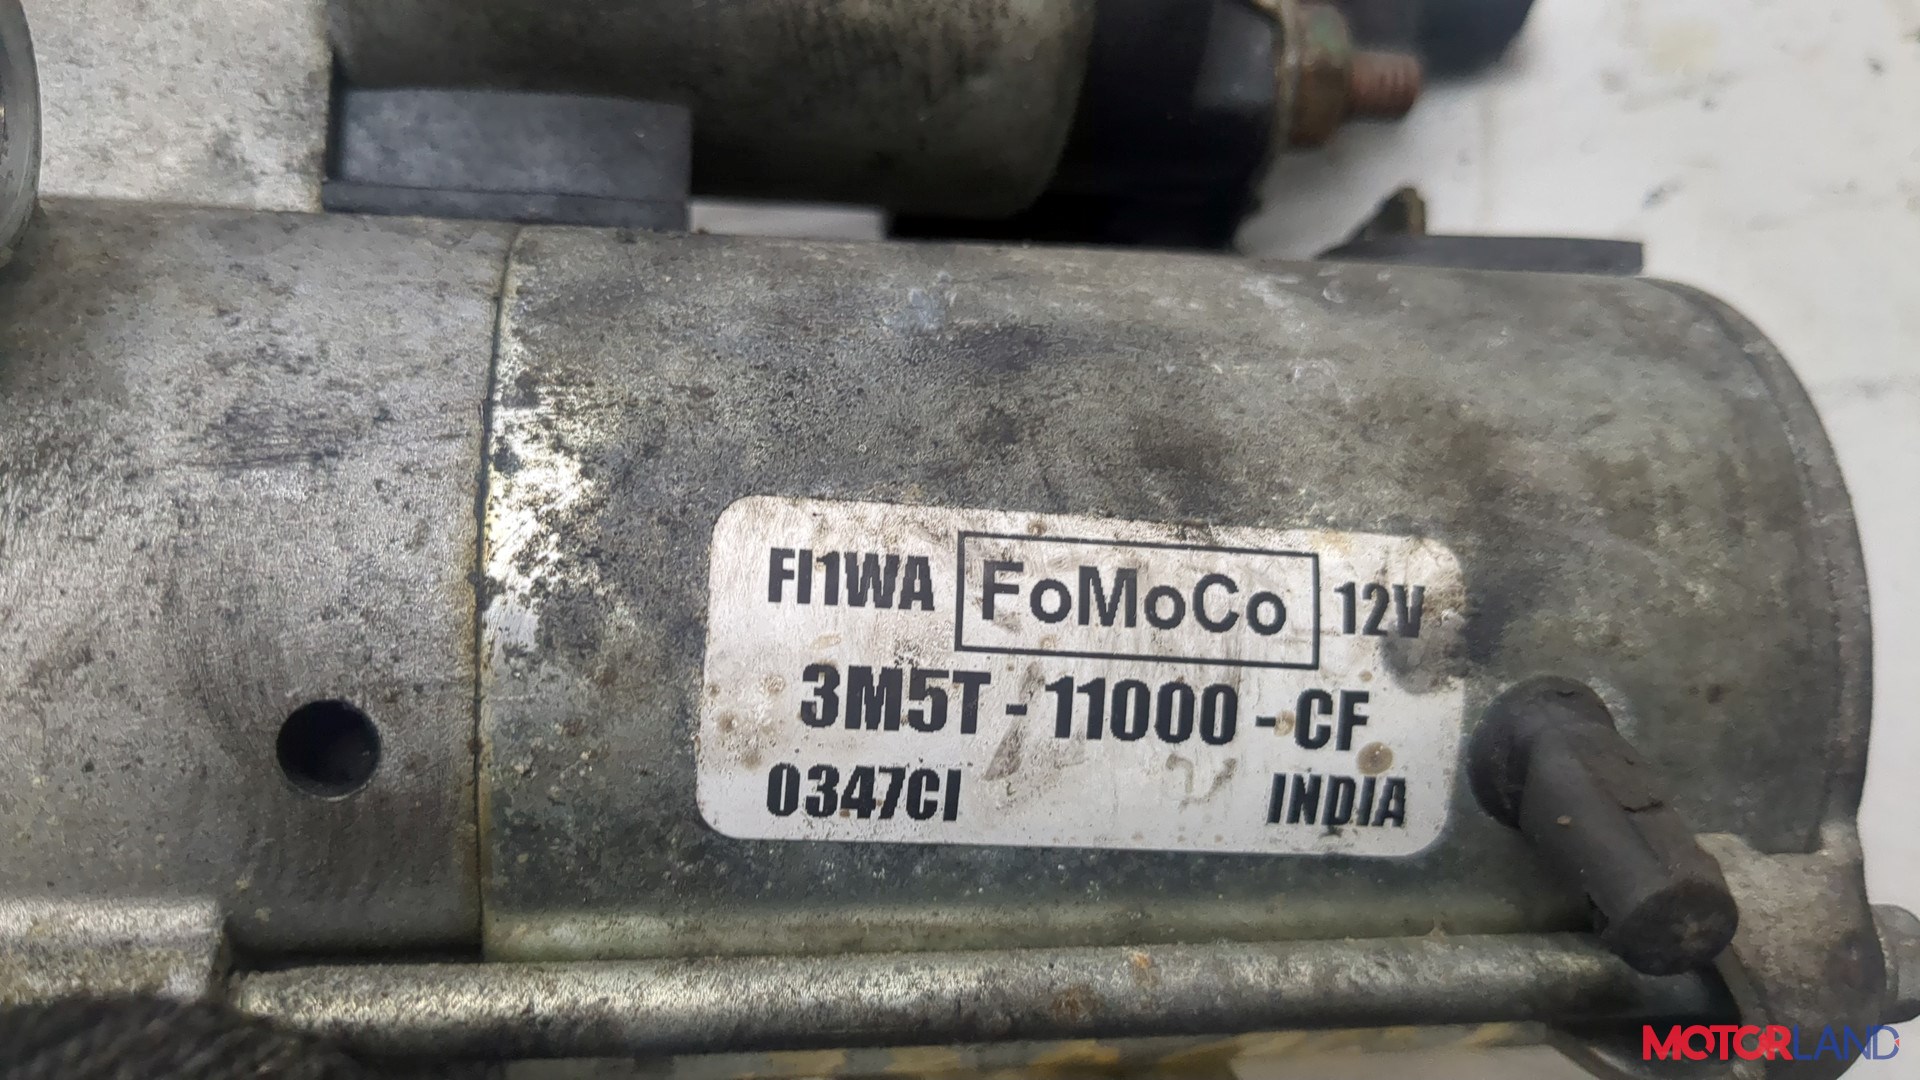 FI1WA FoMoCo 12V
3M5T - 11000 - CF
0347CI INDIA
MOTORLAND